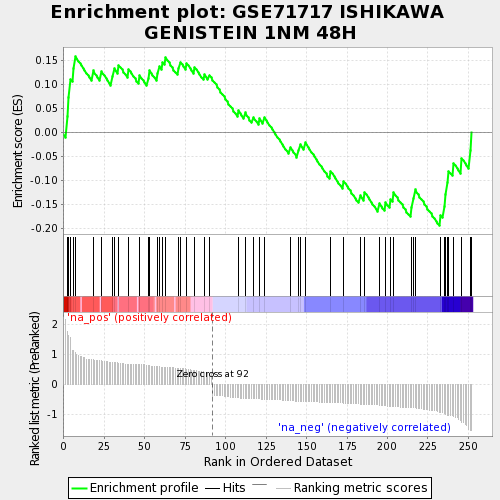 Enrichment plot: GSE71717 ISHIKAWA
GENISTEIN 1NM 48H
Enrichment score (ES)
0.15
0.10
0.05
0.00
-0.05
-0.10
-0.15
-0.20
'na_pos' (positively correlated)
Ranked list metric (PreRanked)
2
1
0
-1
Zero cross at 92
'na_neg' (negatively correlated)
0
25
50
75
100
125
150
175
200
225
250
Rank in Ordered Dataset
Enrichment profile
Hits
Ranking metric scores